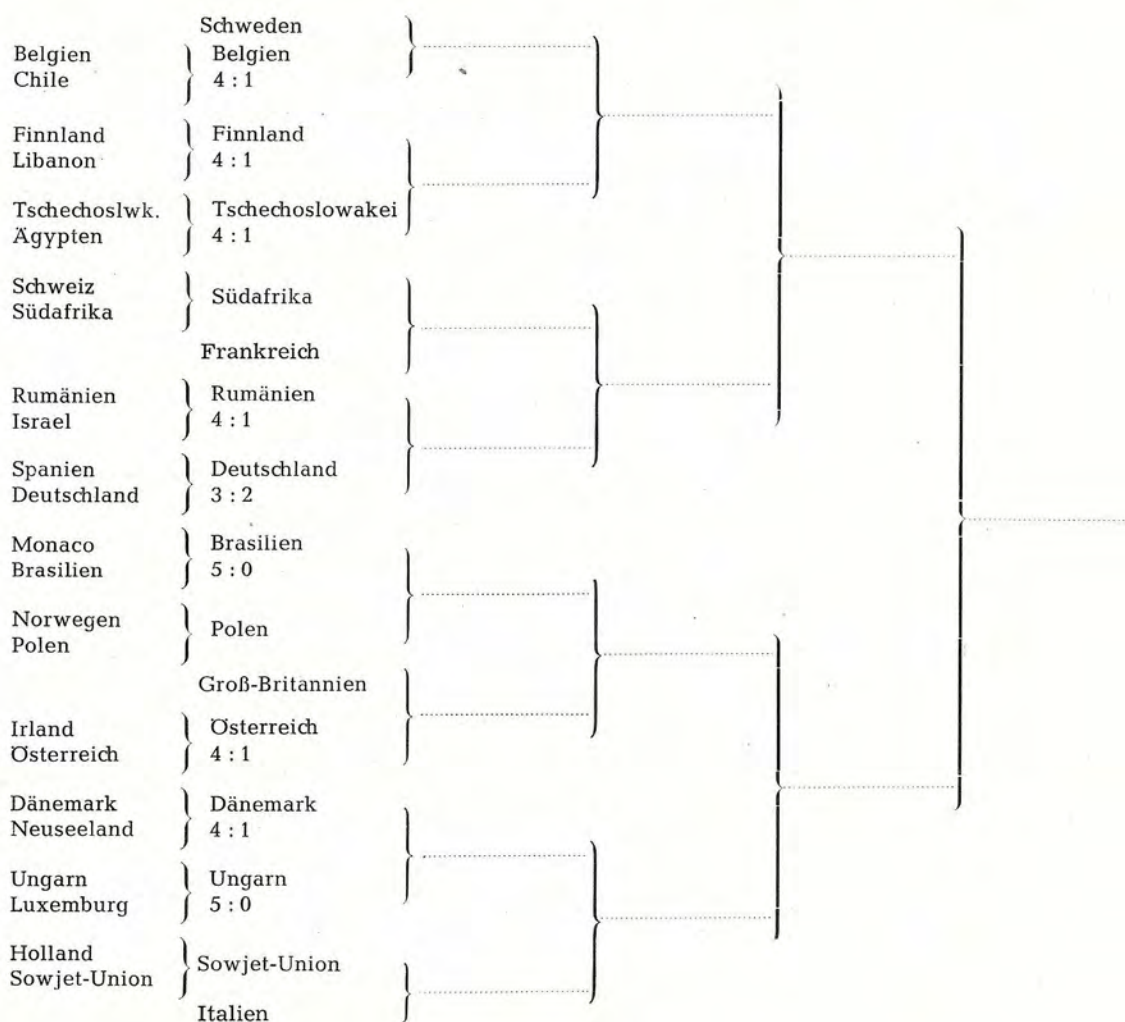 Schweden
Belgien
Chile
Belgien
4 : 1
Finnland
Libanon
Finnland
4 : 1
Tschechoslwk.
Ägypten
Tschechoslowakei
4 : 1
Schweiz
Südafrika
Südafrika
Frankreich
Rumänien
Israel
Rumänien
4 : 1
Spanien
Deutschland
Deutschland
3 : 2
Monaco
Brasilien
Brasilien
5 : 0
Norwegen
Polen
Polen
Groß-Britannien
Irland
Österreich
Österreich
4 : 1
Dänemark
Neuseeland
Dänemark
4 : 1
Ungarn
Luxemburg
Ungarn
5 : 0
Holland
Sowjet-Union
Sowjet-Union
Italien